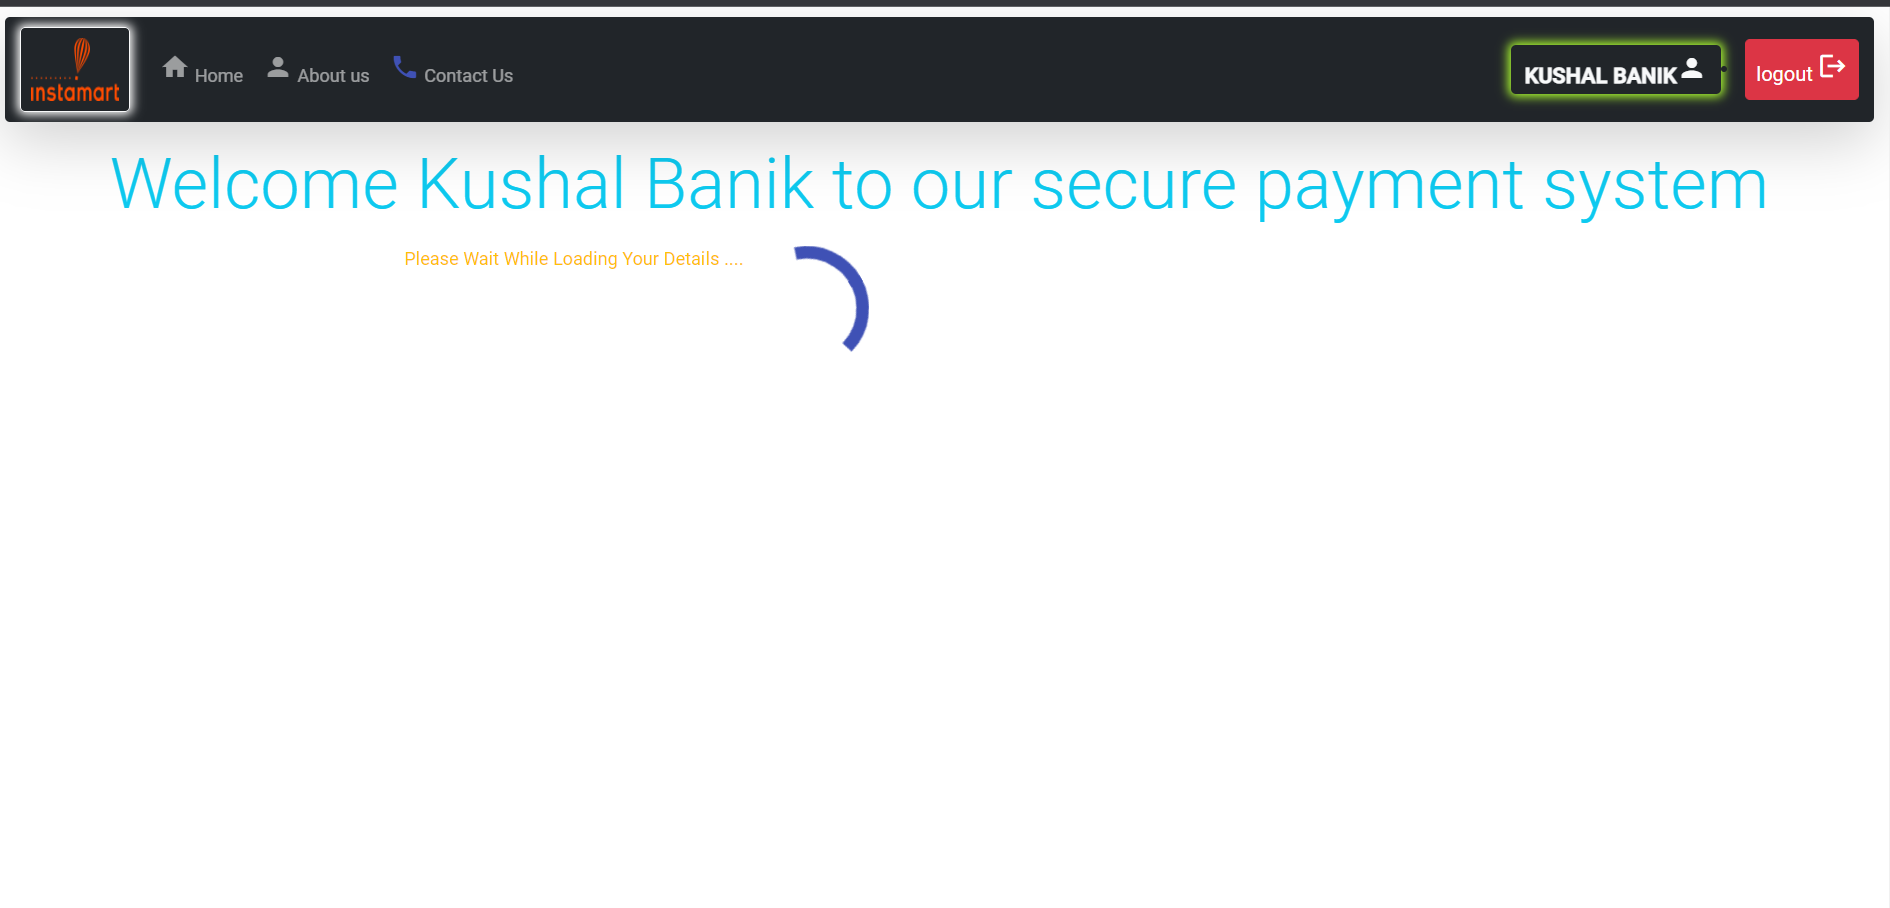 instamart
Home About us Contact Us
KUSHAL BANIK
logout
Welcome Kushal Banik to our secure payment system
Please Wait While Loading Your Details ....